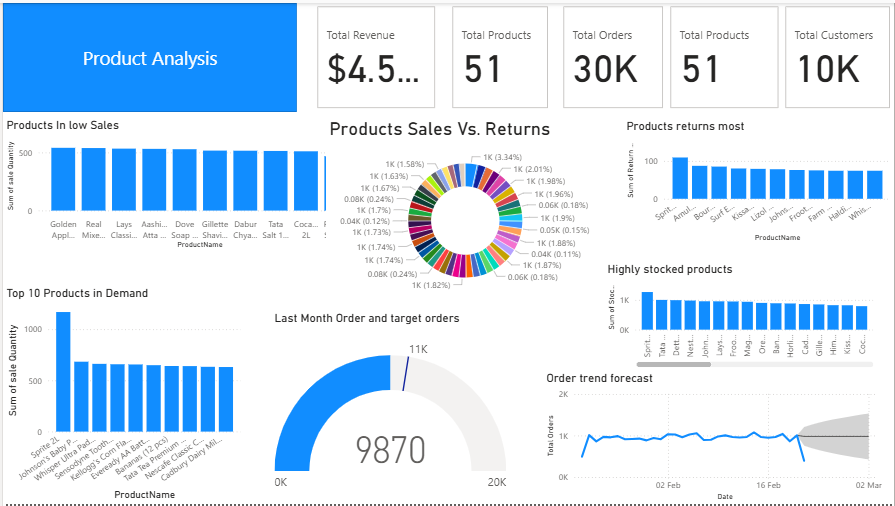 Product Analysis
Total Revenue
$4.5...
Total Products
51
Total Orders
30K
Total Products
51
Total Customers
10K
Products In low Sales
Sum of sale Quantity
500
0
Golden Appl...
Real Mixe...
Lays Classi...
Aashi... Atta ...
Dove Soap ...
Gillette Shavi...
Dabur Chya...
Tata Salt 1...
Coca... 2L
ProductName
Products Sales Vs. Returns
1K (3.34%)
1K (2.01%)
1K (1.98%)
1K (1.96%)
0.06K (0.18%)
1K (1.9%)
0.05K (0.15%)
1K (1.88%)
0.04K (0.11%)
1K (1.87%)
0.06K (0.18%)
1K (1.82%)
0.08K (0.24%)
1K (1.74%)
1K (1.74%)
1K (1.73%)
0.04K (0.12%)
1K (1.7%)
0.08K (0.24%)
1K (1.67%)
1K (1.63%)
1K (1.58%)
Products returns most
Sum of Return ...
100
0
Sprit...
Amul...
Bour...
Surf E...
Kissa...
Lizol ...
Johns...
Froot...
Farm ...
Haldi...
Whis...
ProductName
Highly stocked products
Sum of Stoc...
1K
0K
Sprit...
Tata ...
Dett...
Nest...
John...
Lays...
Froo...
Mag...
Ore...
Ban...
Horli...
Cad...
Gille...
Him...
Kiss...
Coc...
Top 10 Products in Demand
Sum of sale Quantity
1000
500
0
Sprite 2L
Johnson's Baby P...
Whisper Ultra Pad...
Sensodyne Tooth...
Kellogg's Corn Fla...
Eveready AA Batt...
Bananas (12 pcs)
Tata Tea Premium ...
Nescafe Classic C...
Cadbury Dairy Mil...
ProductName
Last Month Order and target orders
11K
9870
0K
20K
Order trend forecast
Total Orders
2K
1K
0K
02 Feb
16 Feb
02 Mar
Date